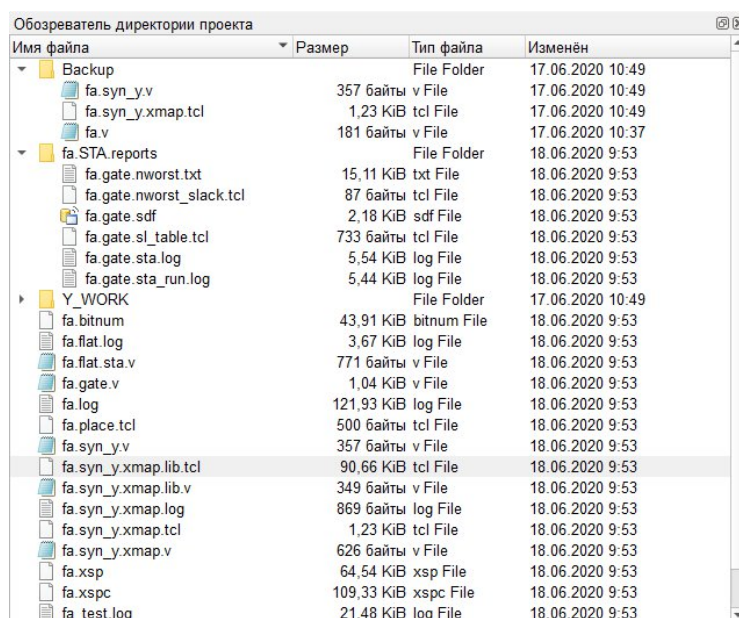 Обозреватель директории проекта
Имя файла Размер Тип файла Изменён
Backup File Folder 17.06.2020 10:49
fa.syn_y.v 357 байты v File 17.06.2020 10:49
fa.syn_y.xmap.tcl 1,23 KiB tcl File 17.06.2020 10:49
fa.v 181 байты v File 17.06.2020 10:37
fa.STA.reports File Folder 18.06.2020 9:53
fa.gate.nworst.txt 15,11 KiB txt File 18.06.2020 9:53
fa.gate.nworst_slack.tcl 87 байты tcl File 18.06.2020 9:53
fa.gate.sdf 2,18 KiB sdf File 18.06.2020 9:53
fa.gate.sl_table.tcl 733 байты tcl File 18.06.2020 9:53
fa.gate.sta.log 5,54 KiB log File 18.06.2020 9:53
fa.gate.sta_run.log 5,44 KiB log File 18.06.2020 9:53
Y_WORK File Folder 17.06.2020 10:49
fa.bitnum 43,91 KiB bitnum File 18.06.2020 9:53
fa.flat.log 3,67 KiB log File 18.06.2020 9:53
fa.flat.sta.v 771 байты v File 18.06.2020 9:53
fa.gate.v 1,04 KiB v File 18.06.2020 9:53
fa.log 121,93 KiB log File 18.06.2020 9:53
fa.place.tcl 500 байты tcl File 18.06.2020 9:53
fa.syn_y.v 357 байты v File 18.06.2020 9:53
fa.syn_y.xmap.lib.tcl 90,66 KiB tcl File 18.06.2020 9:53
fa.syn_y.xmap.lib.v 349 байты v File 18.06.2020 9:53
fa.syn_y.xmap.log 869 байты log File 18.06.2020 9:53
fa.syn_y.xmap.tcl 1,23 KiB tcl File 18.06.2020 9:53
fa.syn_y.xmap.v 626 байты v File 18.06.2020 9:53
fa.xsp 64,54 KiB xsp File 18.06.2020 9:53
fa.xspc 109,33 KiB xspc File 18.06.2020 9:53
fa_test.log 21,48 KiB log File 18.06.2020 9:53